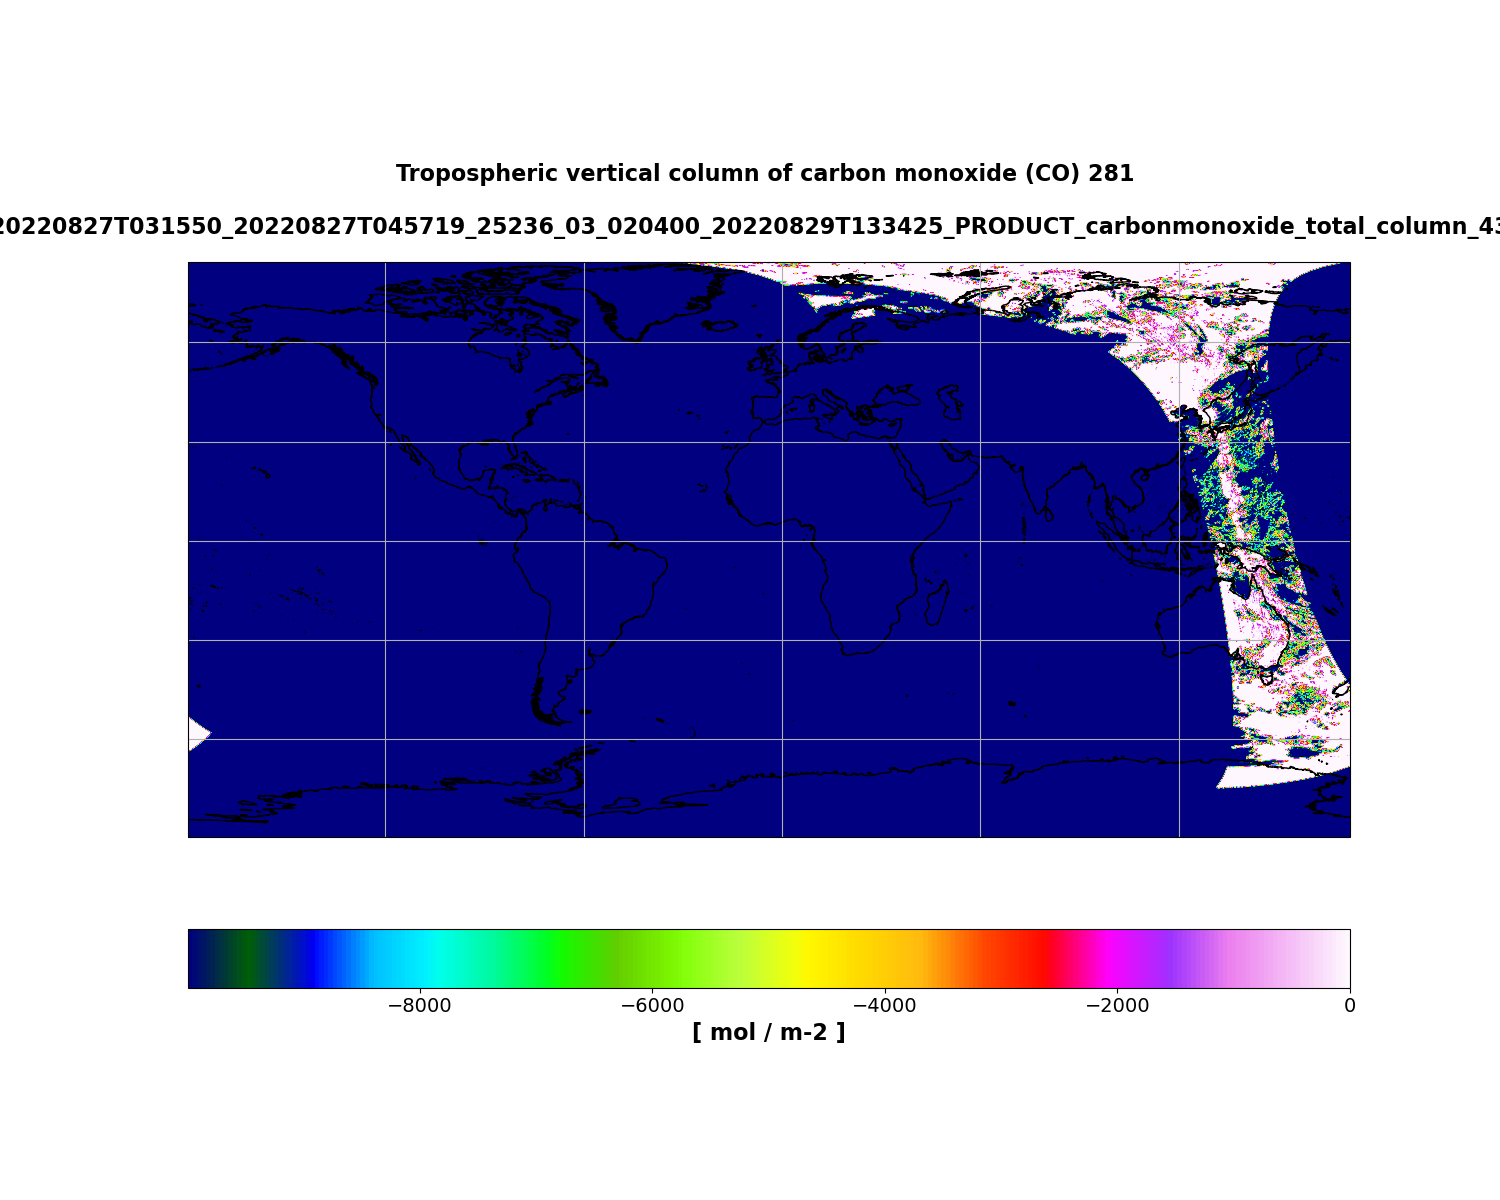 Tropospheric vertical column of carbon monoxide (CO) 281
20220827T031550_20220827T045719_25236_03_020400_20220829T133425_PRODUCT_carbonmonoxide_total_column_43
−8000 −6000 −4000 −2000 0
[ mol / m-2 ]